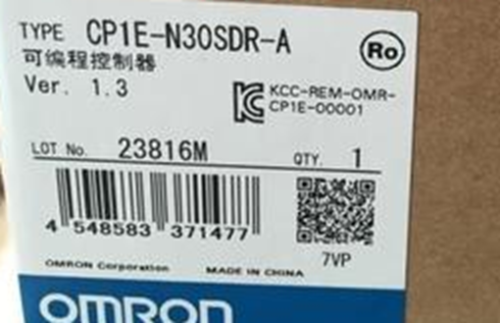 TYPE CP1E-N30SDR-A
Ro
可编程控制器
Ver. 1.3
KCC-REM-OMR-
CP1E-00001
LOT No. 23816M QTY. 1
4 548583 371477
7VP
OMRON Corporation MADE IN CHINA
OMRON